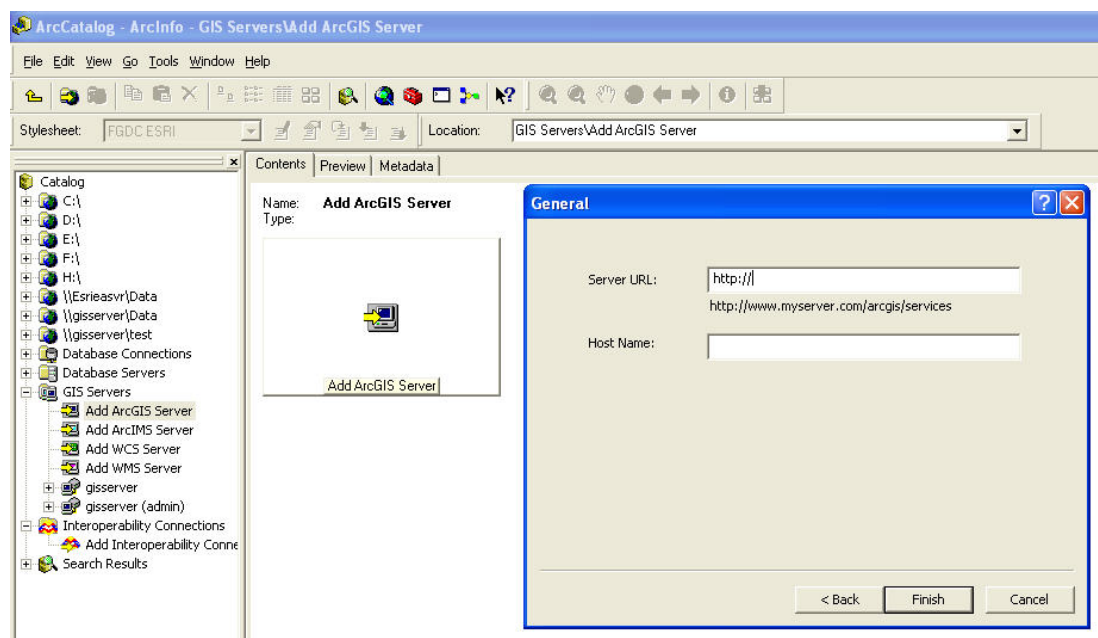 ArcCatalog - ArcInfo - GIS Servers\Add ArcGIS Server
File Edit View Go Tools Window Help
Stylesheet: FGDC ESRI Location: GIS Servers\Add ArcGIS Server
Contents Preview Metadata
Catalog
C:\
D:\
E:\
F:\
H:\
\\Esrieasvr\Data
\\gisserver\Data
\\gisserver\test
Database Connections
Database Servers
GIS Servers
Add ArcGIS Server
Add ArcIMS Server
Add WCS Server
Add WMS Server
gisserver
gisserver (admin)
Interoperability Connections
Add Interoperability Conne
Search Results
Name: Add ArcGIS Server
Type:
Add ArcGIS Server
General
Server URL: http://
http://www.myserver.com/arcgis/services
Host Name:
< Back Finish Cancel